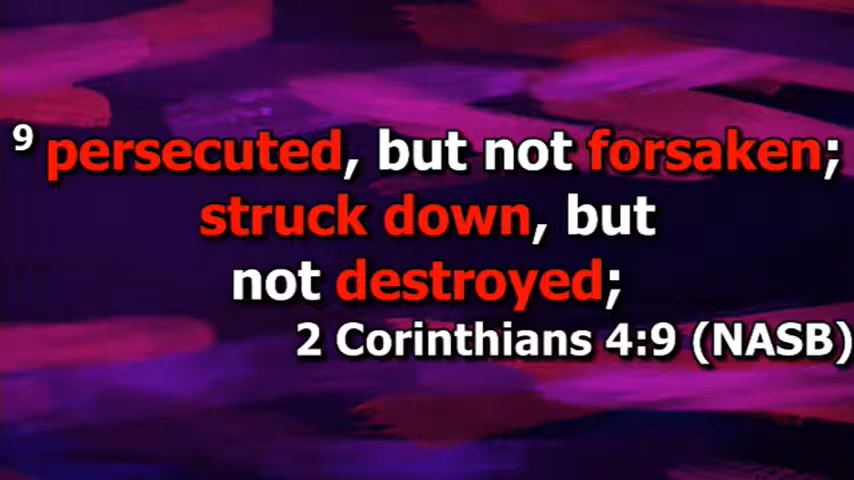 9 persecuted, but not forsaken;
struck down, but
not destroyed;
2 Corinthians 4:9 (NASB)